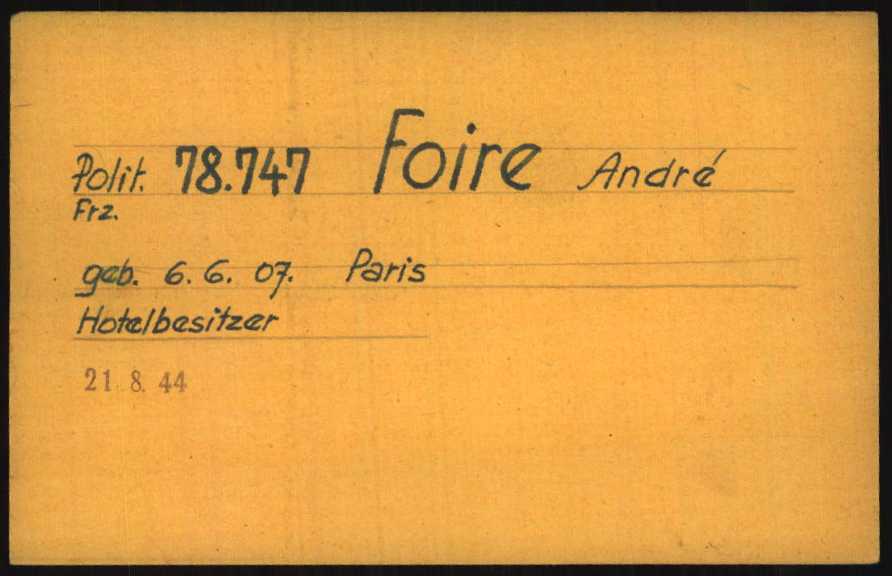 Polit. 78.747 Foire André
Frz.
geb. 6. 6. 07. Paris
Hotelbesitzer
21. 8. 44